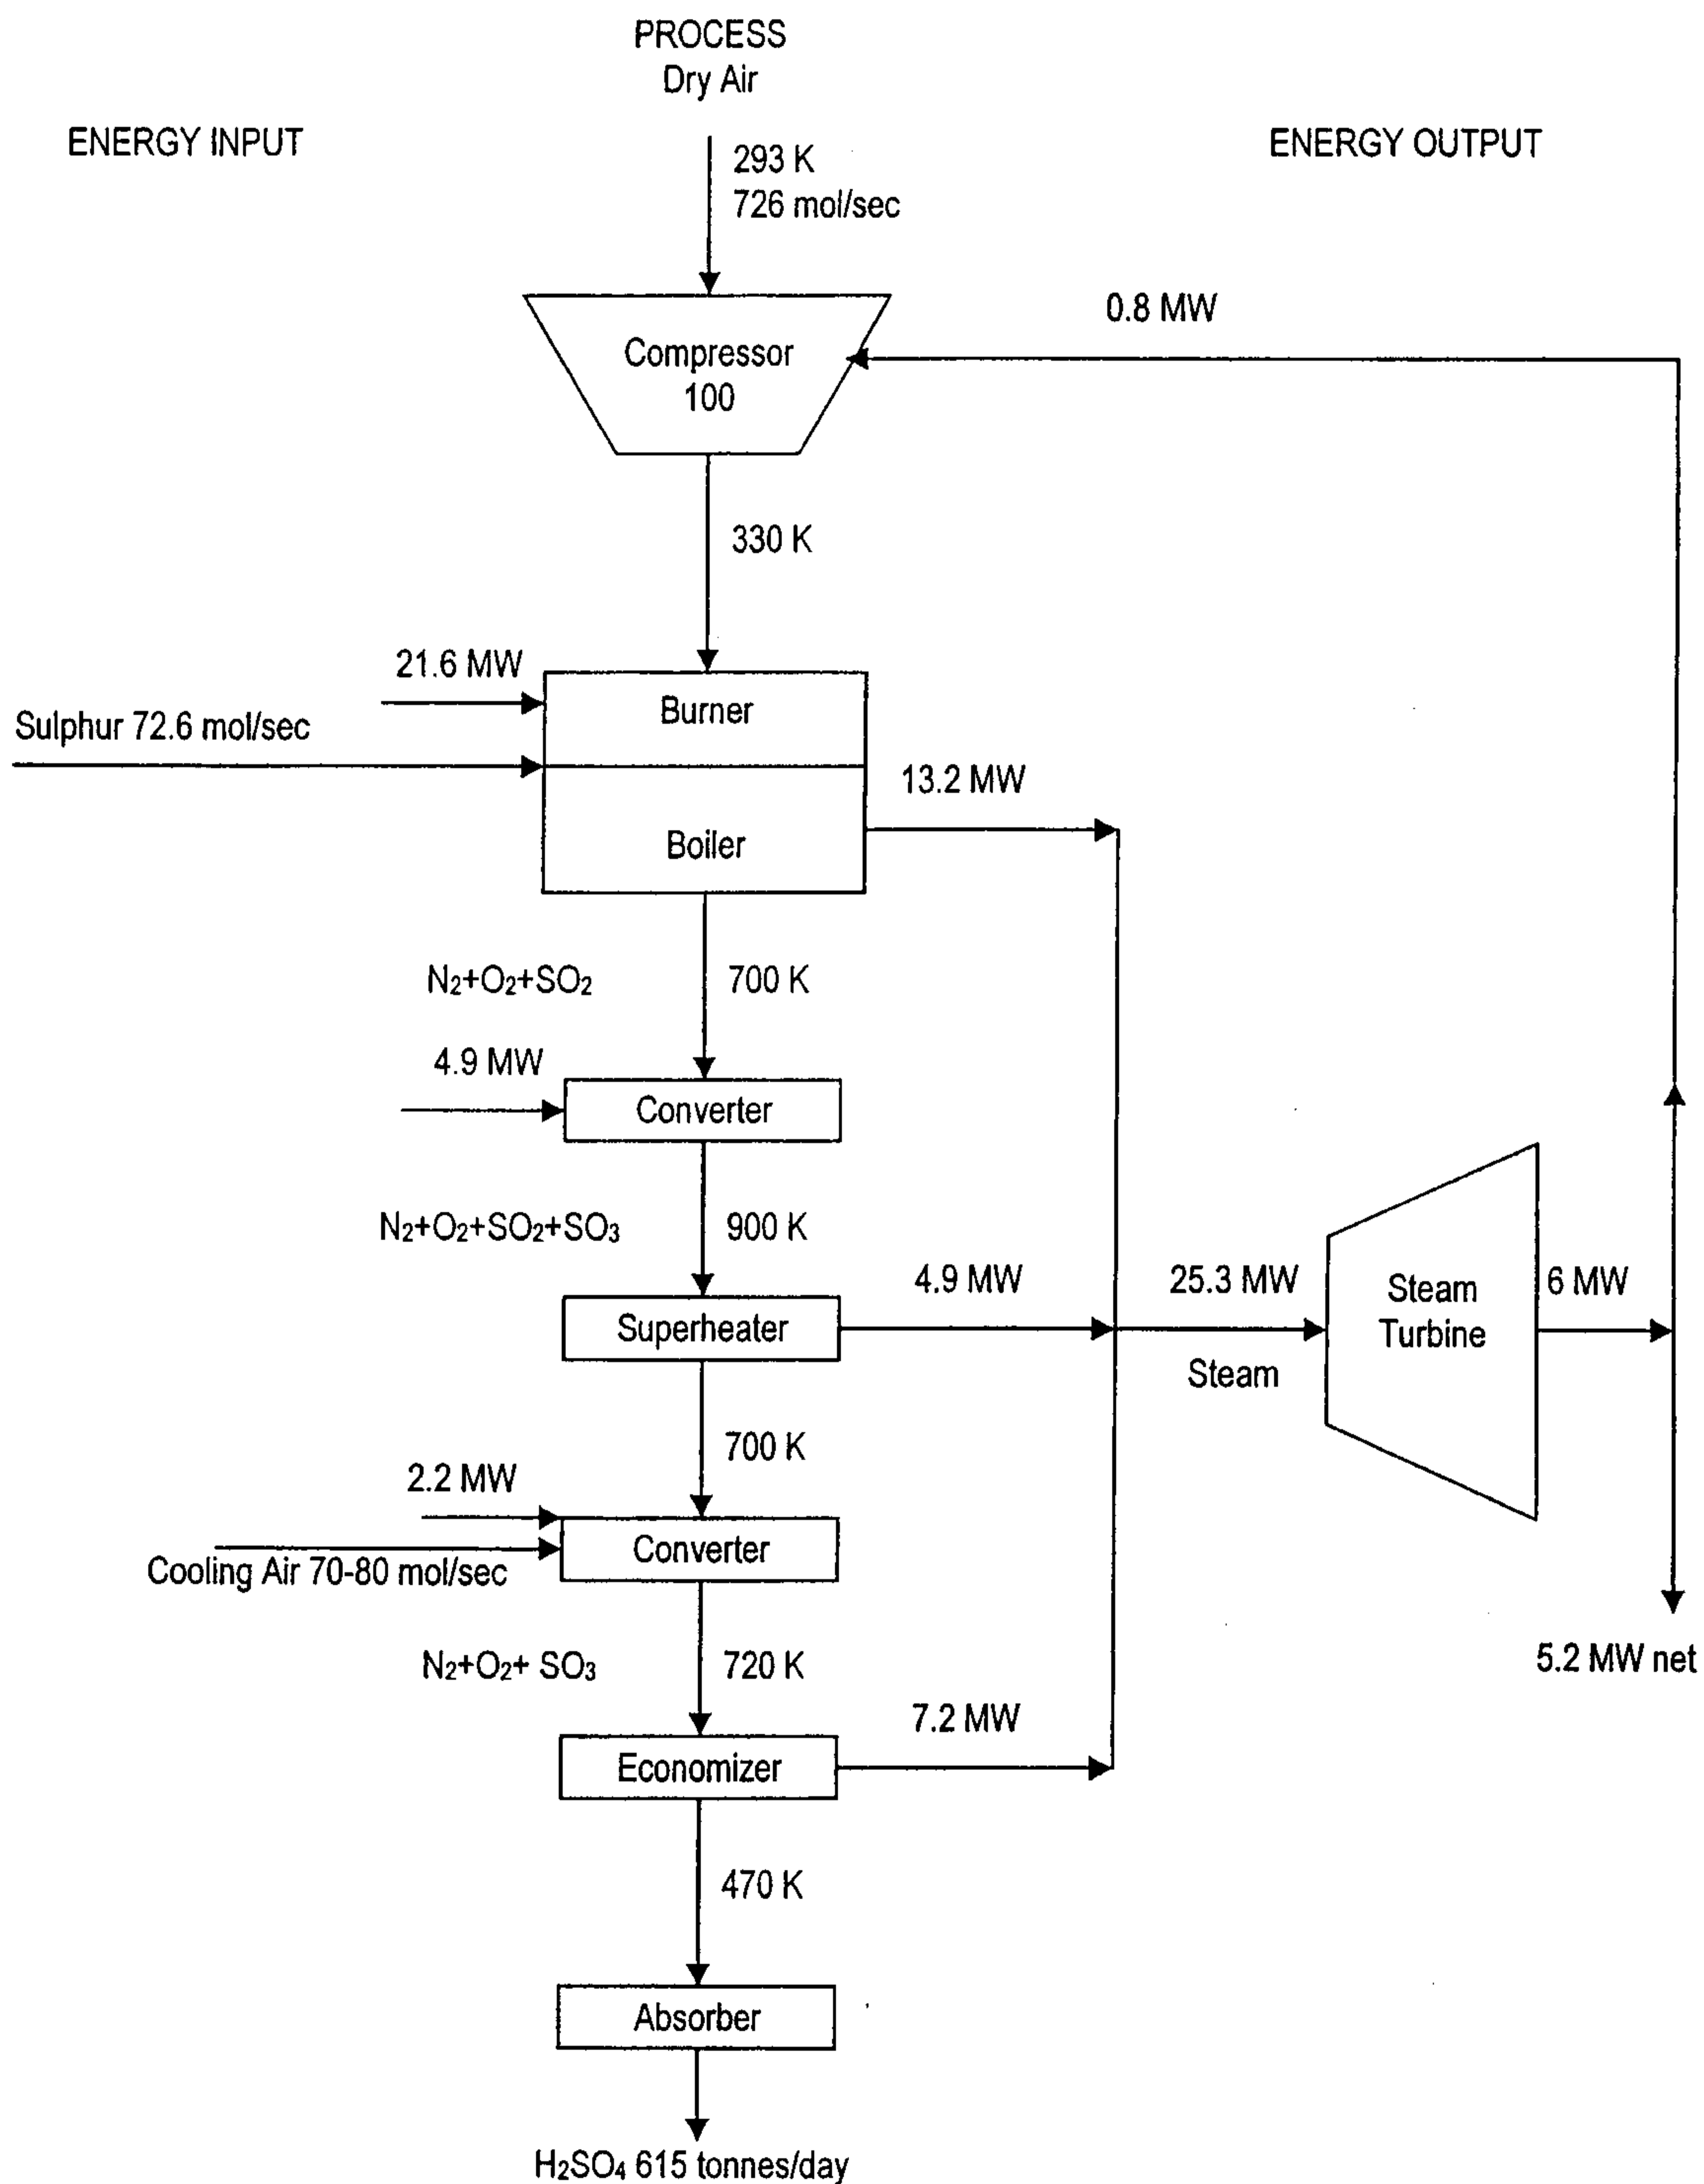 PROCESS
Dry Air
ENERGY INPUT
ENERGY OUTPUT
293 K
726 mol/sec
0.8 MW
Compressor
100
330 K
21.6 MW
Burner
Sulphur 72.6 mol/sec
13.2 MW
Boiler
N₂+O₂+SO₂
700 K
4.9 MW
Converter
N₂+O₂+SO₂+SO₃
900 K
4.9 MW
25.3 MW
Steam
Turbine
6 MW
Superheater
Steam
700 K
2.2 MW
Converter
Cooling Air 70-80 mol/sec
N₂+O₂+ SO₃
720 K
5.2 MW net
7.2 MW
Economizer
470 K
Absorber
H₂SO₄ 615 tonnes/day